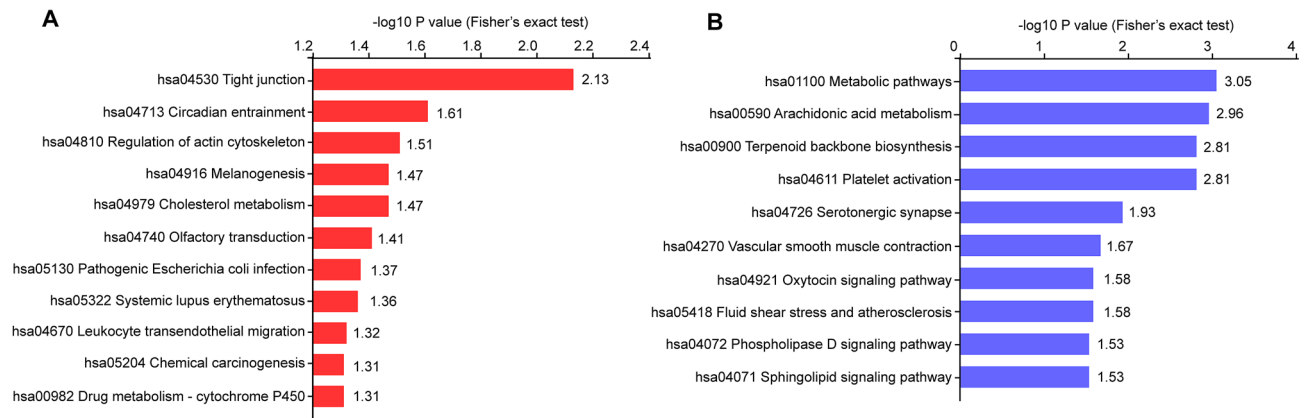 A
-log10 P value (Fisher's exact test)
1.2 1.4 1.6 1.8 2.0 2.2 2.4
hsa04530 Tight junction 2.13
hsa04713 Circadian entrainment 1.61
hsa04810 Regulation of actin cytoskeleton 1.51
hsa04916 Melanogenesis 1.47
hsa04979 Cholesterol metabolism 1.47
hsa04740 Olfactory transduction 1.41
hsa05130 Pathogenic Escherichia coli infection 1.37
hsa05322 Systemic lupus erythematosus 1.36
hsa04670 Leukocyte transendothelial migration 1.32
hsa05204 Chemical carcinogenesis 1.31
hsa00982 Drug metabolism - cytochrome P450 1.31
B
-log10 P value (Fisher's exact test)
0 1 2 3 4
hsa01100 Metabolic pathways 3.05
hsa00590 Arachidonic acid metabolism 2.96
hsa00900 Terpenoid backbone biosynthesis 2.81
hsa04611 Platelet activation 2.81
hsa04726 Serotonergic synapse 1.93
hsa04270 Vascular smooth muscle contraction 1.67
hsa04921 Oxytocin signaling pathway 1.58
hsa05418 Fluid shear stress and atherosclerosis 1.58
hsa04072 Phospholipase D signaling pathway 1.53
hsa04071 Sphingolipid signaling pathway 1.53